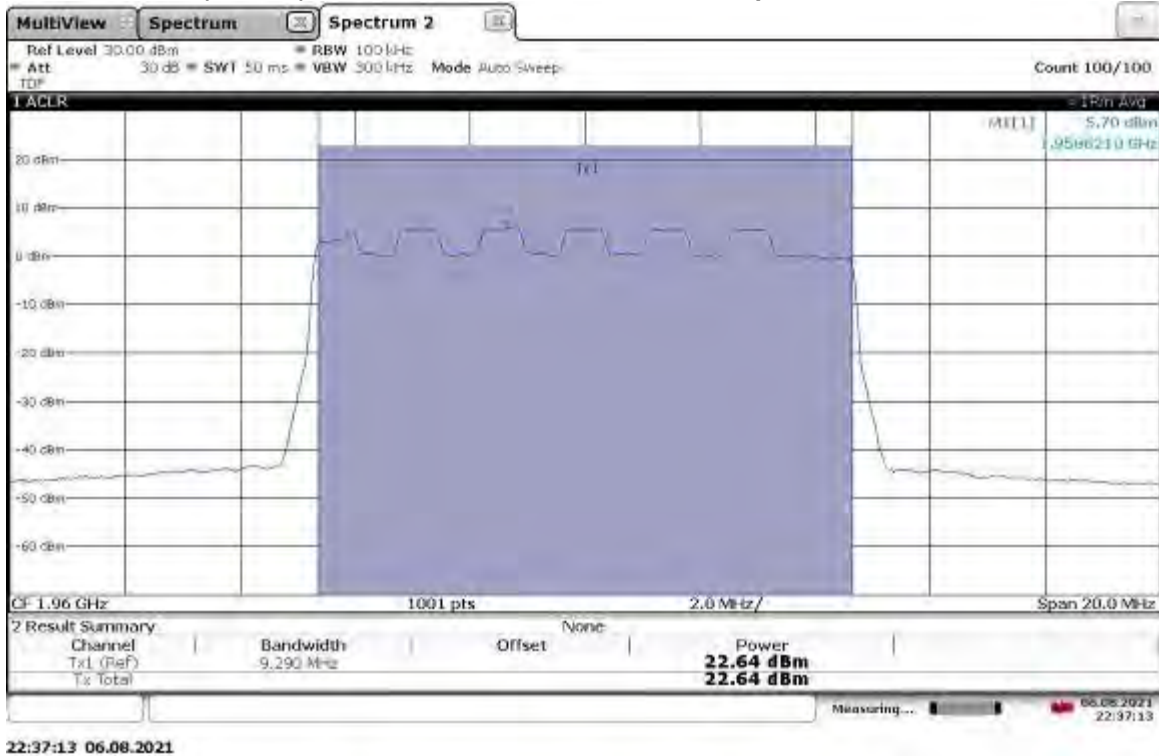 MultiView Spectrum Spectrum 2
Ref Level 30.00 dBm RBW 100 kHz
Att 30 dB SWT 50 ms VBW 300 kHz Mode Auto Sweep Count 100/100
TDF
1 ACLR 1Rm Avg
M1[1] 5.70 dBm
GHz
Tx1
20 dBm
10 dBm
0 dBm
-10 dBm
-20 dBm
-30 dBm
-40 dBm
-50 dBm
-60 dBm
CF 1.96 GHz 1001 pts 2.0 MHz/ Span 20.0 MHz
2 Result Summary None
Channel Bandwidth Offset Power
Tx1 (Ref) 9.290 MHz 22.64 dBm
Tx Total 22.64 dBm
Measuring... 06.08.2021
22:37:13
22:37:13 06.08.2021